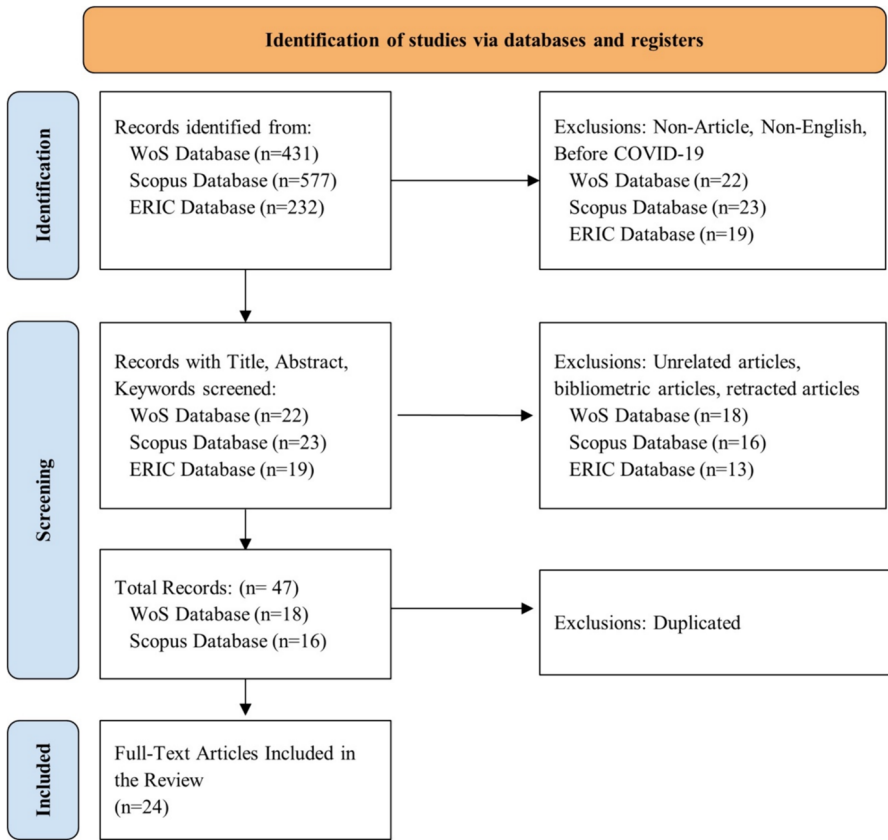 Identification of studies via databases and registers
Identification
Records identified from:
WoS Database (n=431)
Scopus Database (n=577)
ERIC Database (n=232)
Exclusions: Non-Article, Non-English,
Before COVID-19
WoS Database (n=22)
Scopus Database (n=23)
ERIC Database (n=19)
Screening
Records with Title, Abstract,
Keywords screened:
WoS Database (n=22)
Scopus Database (n=23)
ERIC Database (n=19)
Exclusions: Unrelated articles,
bibliometric articles, retracted articles
WoS Database (n=18)
Scopus Database (n=16)
ERIC Database (n=13)
Total Records: (n= 47)
WoS Database (n=18)
Scopus Database (n=16)
Exclusions: Duplicated
Included
Full-Text Articles Included in
the Review
(n=24)